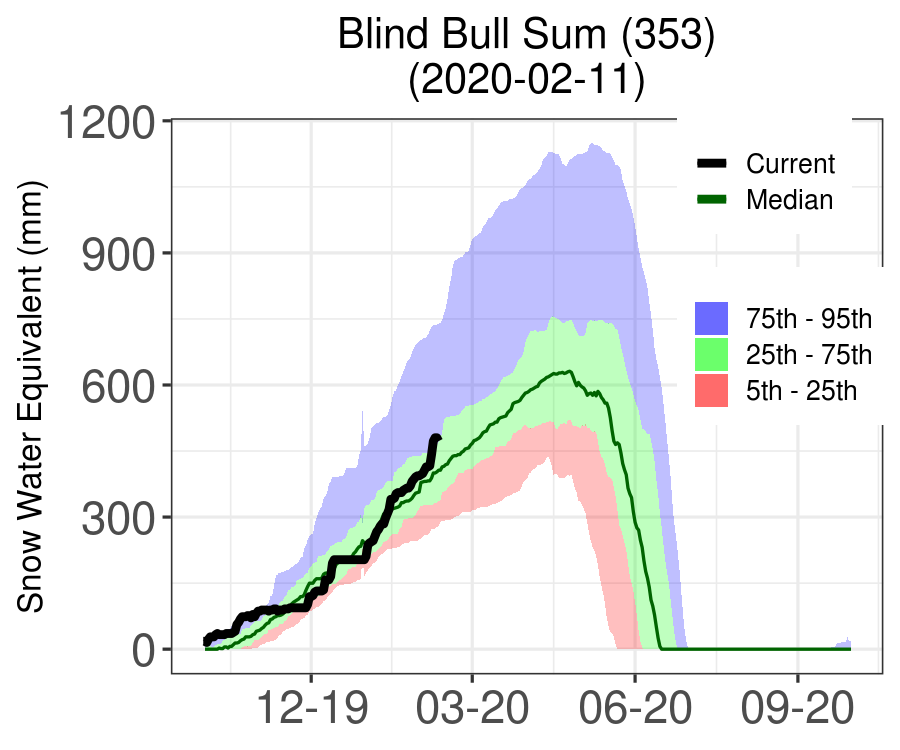 Blind Bull Sum (353)
(2020-02-11)
Snow Water Equivalent (mm)
1200
900
600
300
0
12-19
03-20
06-20
09-20
Current
Median
75th - 95th
25th - 75th
5th - 25th